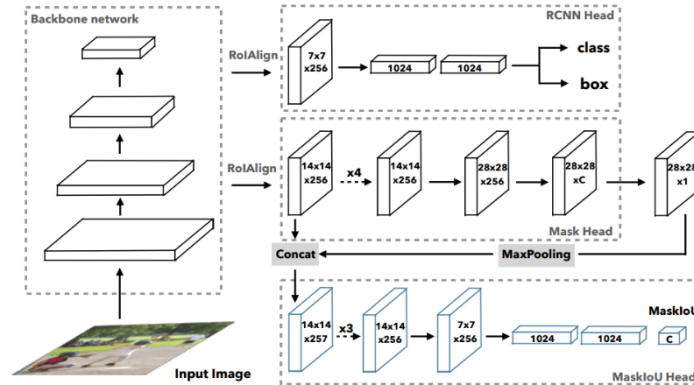 Backbone network
RCNN Head
RoIAlign
7x7
x256
1024
1024
class
box
RoIAlign
14x14
x256
x4
14x14
x256
28x28
x256
28x28
xC
28x28
x1
Mask Head
Concat
MaxPooling
14x14
x257
x3
14x14
x256
7x7
x256
1024
1024
MaskIoU
C
MaskIoU Head
Input Image